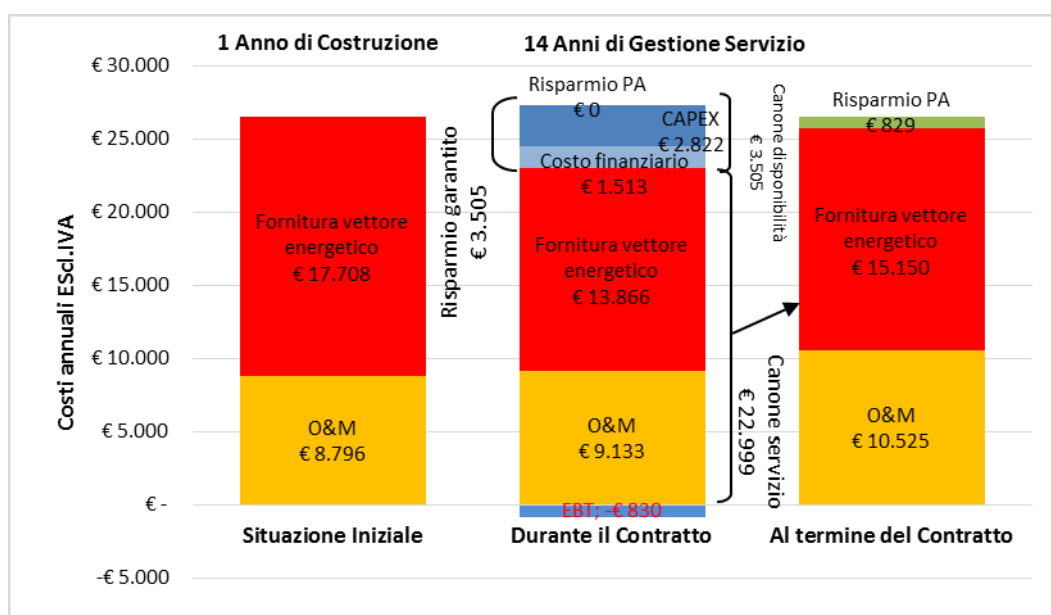 1 Anno di Costruzione
14 Anni di Gestione Servizio
Costi annuali EScl.IVA
€ 30.000
€ 25.000
€ 20.000
€ 15.000
€ 10.000
€ 5.000
€ -
-€ 5.000
Fornitura vettore
energetico
€ 17.708
O&M
€ 8.796
Situazione Iniziale
Risparmio garantito
€ 3.505
Risparmio PA
€ 0
CAPEX
€ 2.822
Costo finanziario
€ 1.513
Fornitura vettore
energetico
€ 13.866
O&M
€ 9.133
EBT; -€ 830
Durante il Contratto
Canone disponibilità
€ 3.505
Canone servizio
€ 22.999
Risparmio PA
€ 829
Fornitura vettore
energetico
€ 15.150
O&M
€ 10.525
Al termine del Contratto